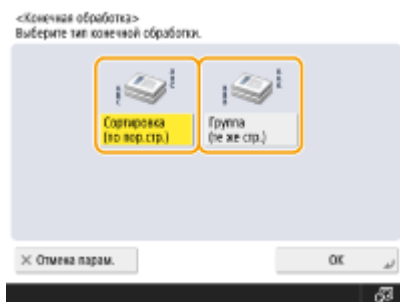 <Конечная обработка>
Выберите тип конечной обработки.
Сортировка
(по пор.стр.)
Группа
(те же стр.)
× Отмена парам.
OK